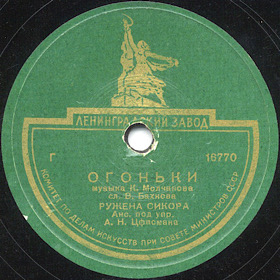 ЛЕНИНГРАДСКИЙ ЗАВОД
Г 16770
ОГОНЬКИ
музыка К. Молчанова
сл. В. Бахнова
РУЖЕНА СИКОРА
Анс. под упр.
А. Н. Цфасмана
КОМИТЕТ ПО ДЕЛАМ ИСКУССТВ ПРИ СОВЕТЕ МИНИСТРОВ СССР